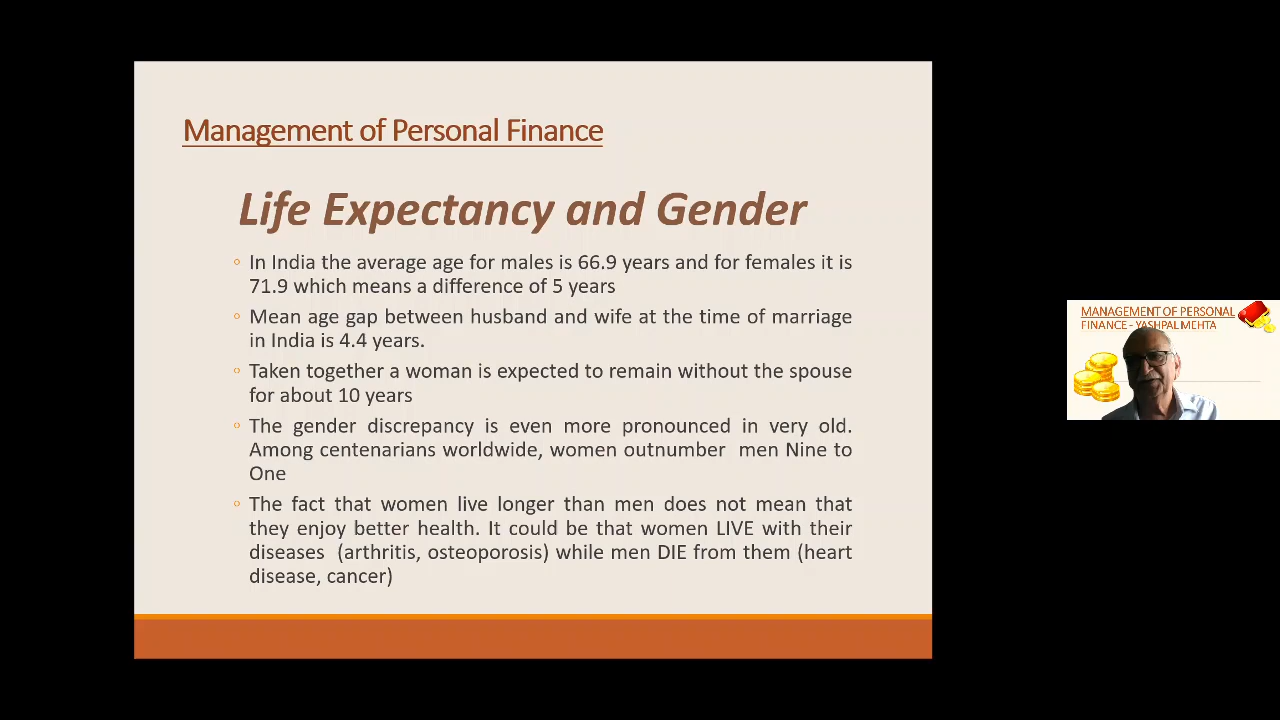 Management of Personal Finance
Life Expectancy and Gender
In India the average age for males is 66.9 years and for females it is
71.9 which means a difference of 5 years
Mean age gap between husband and wife at the time of marriage
in India is 4.4 years.
Taken together a woman is expected to remain without the spouse
for about 10 years
The gender discrepancy is even more pronounced in very old.
Among centenarians worldwide, women outnumber men Nine to
One
The fact that women live longer than men does not mean that
they enjoy better health. It could be that women LIVE with their
diseases (arthritis, osteoporosis) while men DIE from them (heart
disease, cancer)
MANAGEMENT OF PERSONAL
FINANCE - YASHPAL MEHTA